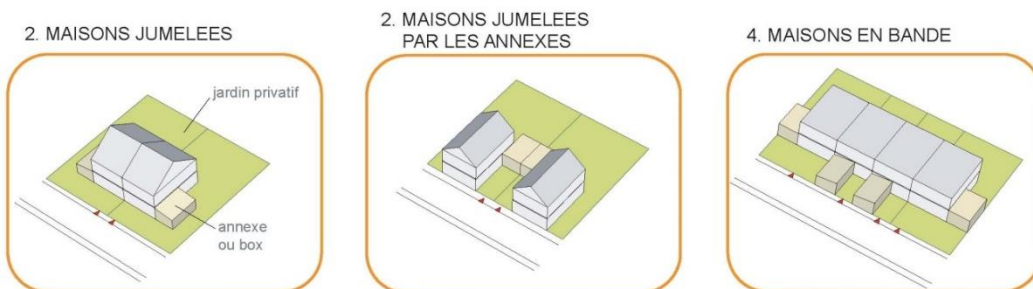 2. MAISONS JUMELEES
jardin privatif
annexe
ou box
2. MAISONS JUMELEES
PAR LES ANNEXES
4. MAISONS EN BANDE